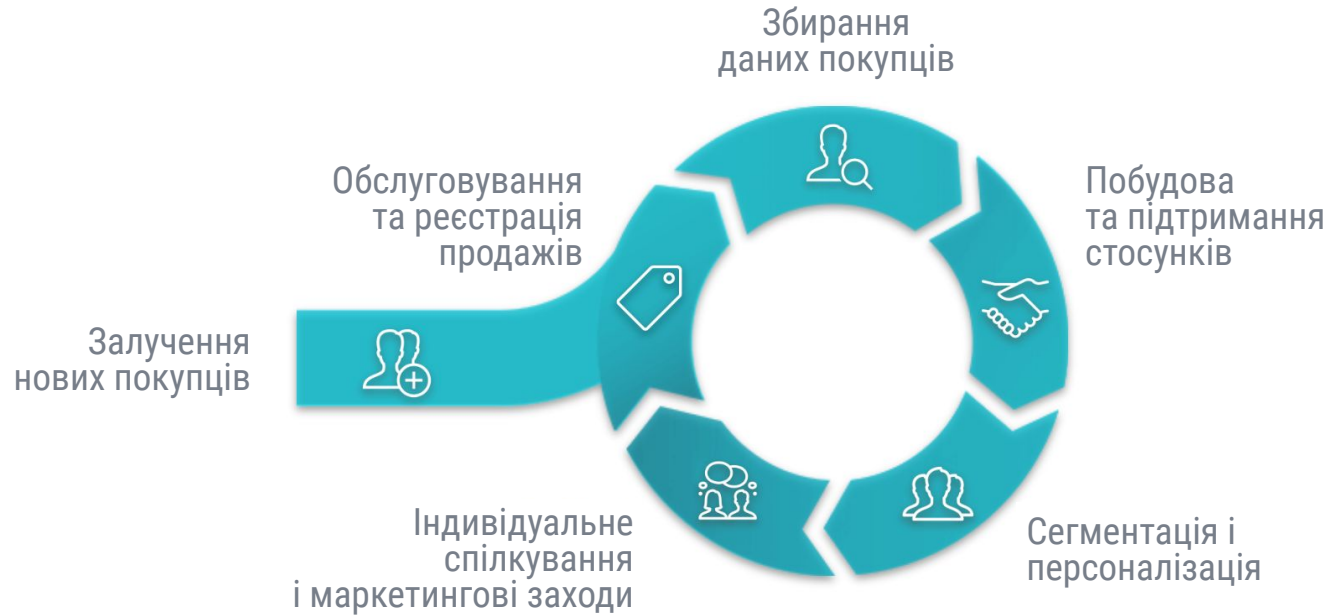 Збирання
даних покупців
Обслуговування
та реєстрація
продажів
Побудова
та підтримання
стосунків
Залучення
нових покупців
Індивідуальне
спілкування
і маркетингові заходи
Сегментація і
персоналізація